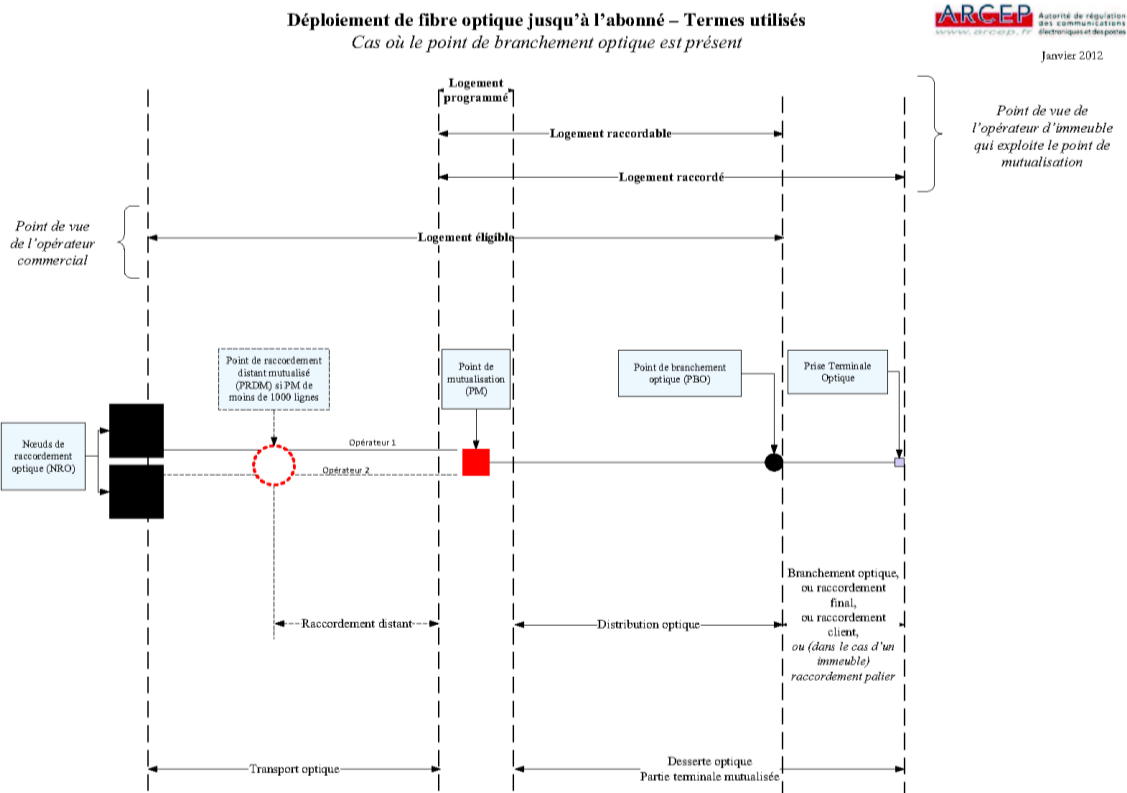 Déploiement de fibre optique jusqu'à l'abonné – Termes utilisés
Cas où le point de branchement optique est présent
ARCEP
www.arcep.fr
Autorité de régulation
des communications
électroniques et des postes
Janvier 2012
Logement
programmé
Logement raccordable
Logement raccordé
Point de vue de
l'opérateur d'immeuble
qui exploite le point de
mutualisation
Point de vue
de l'opérateur
commercial
Logement éligible
Point de raccordement
distant mutualisé
(PRDM) si PM de
moins de 1000 lignes
Point de
mutualisation
(PM)
Point de branchement
optique (PBO)
Prise Terminale
Optique
Nœuds de
raccordement
optique (NRO)
Opérateur 1
Opérateur 2
Raccordement distant
Distribution optique
Branchement optique,
ou raccordement
final,
ou raccordement
client,
ou (dans le cas d'un
immeuble)
raccordement palier
Transport optique
Desserte optique
Partie terminale mutualisée